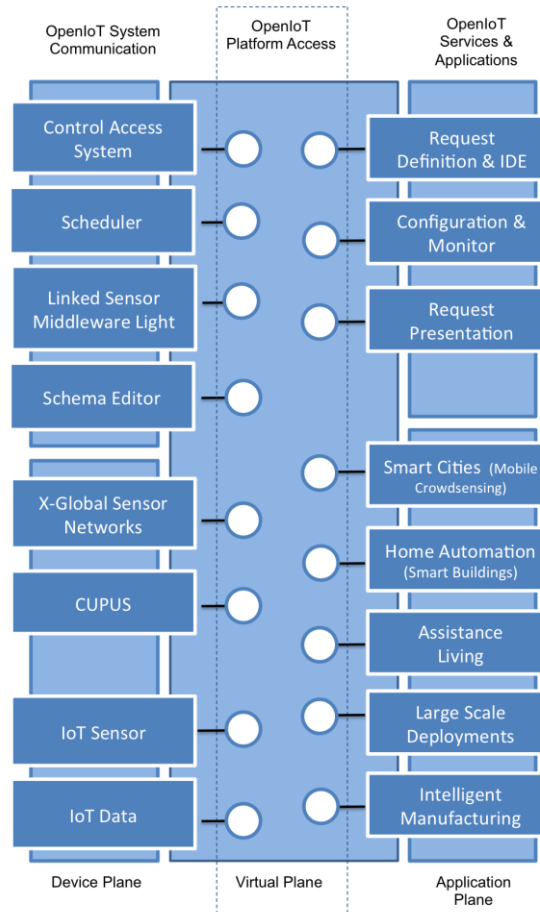 OpenIoT System
Communication
OpenIoT
Platform Access
OpenIoT
Services &
Applications
Control Access
System
Scheduler
Linked Sensor
Middleware Light
Schema Editor
X-Global Sensor
Networks
CUPUS
IoT Sensor
IoT Data
Request
Definition & IDE
Configuration &
Monitor
Request
Presentation
Smart Cities (Mobile
Crowdsensing)
Home Automation
(Smart Buildings)
Assistance
Living
Large Scale
Deployments
Intelligent
Manufacturing
Device Plane
Virtual Plane
Application
Plane